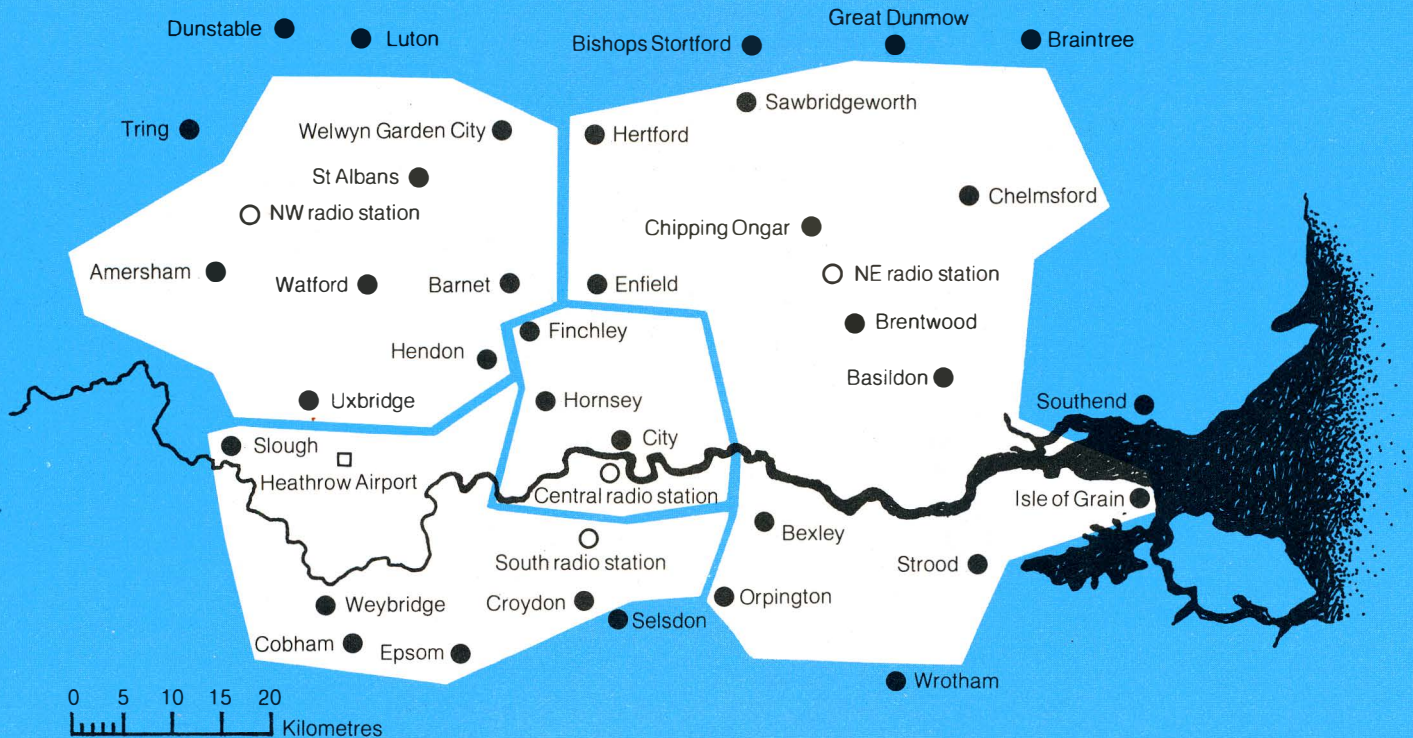 Dunstable
Luton
Bishops Stortford
Great Dunmow
Braintree
Tring
Welwyn Garden City
Hertford
Sawbridgeworth
St Albans
NW radio station
Chelmsford
Chipping Ongar
Amersham
Watford
Barnet
Enfield
NE radio station
Finchley
Brentwood
Hendon
Basildon
Uxbridge
Hornsey
Southend
Slough
City
Heathrow Airport
Central radio station
Isle of Grain
Bexley
South radio station
Strood
Weybridge
Croydon
Selsdon
Orpington
Cobham
Epsom
Wrotham
0 5 10 15 20
Kilometres